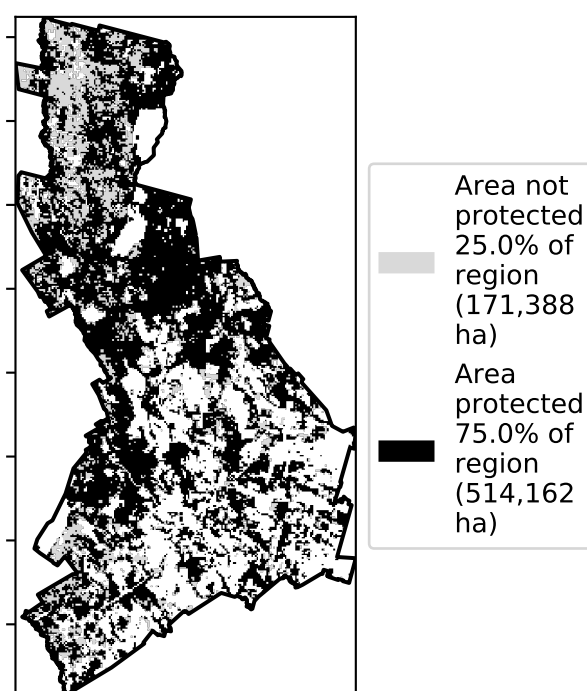 Area not
protected
25.0% of
region
(171,388
ha)
Area
protected
75.0% of
region
(514,162
ha)